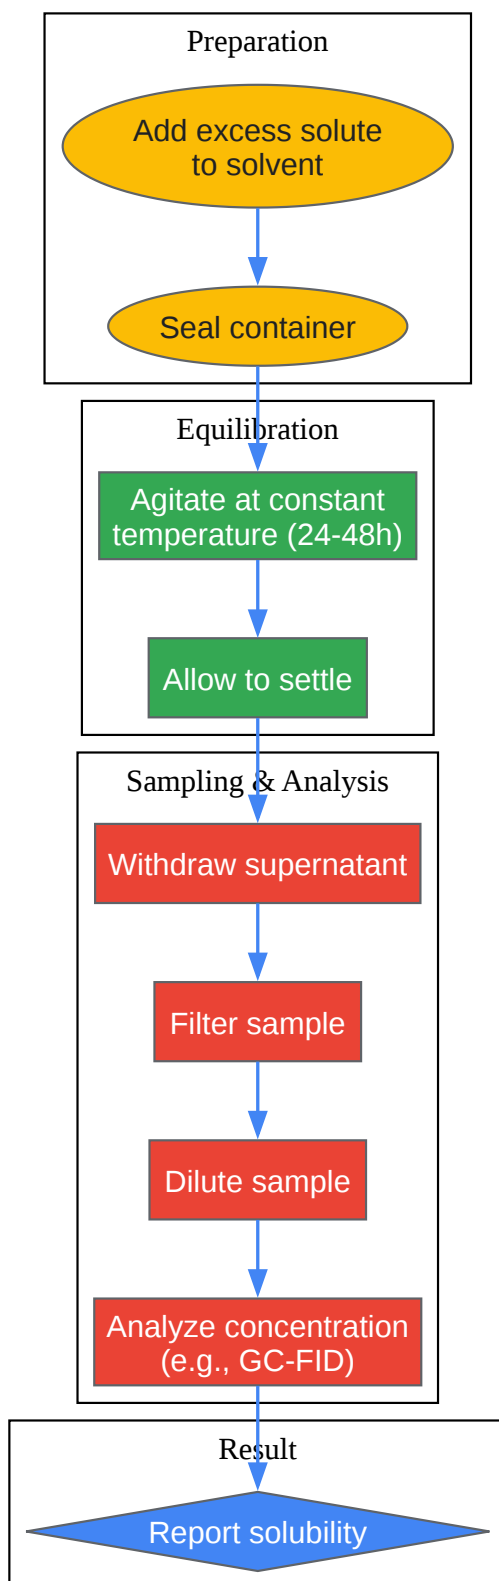 Preparation
Add excess solute
to solvent
Seal container
Equilibration
Agitate at constant
temperature (24-48h)
Allow to settle
Sampling & Analysis
Withdraw supernatant
Filter sample
Dilute sample
Analyze concentration
(e.g., GC-FID)
Result
Report solubility